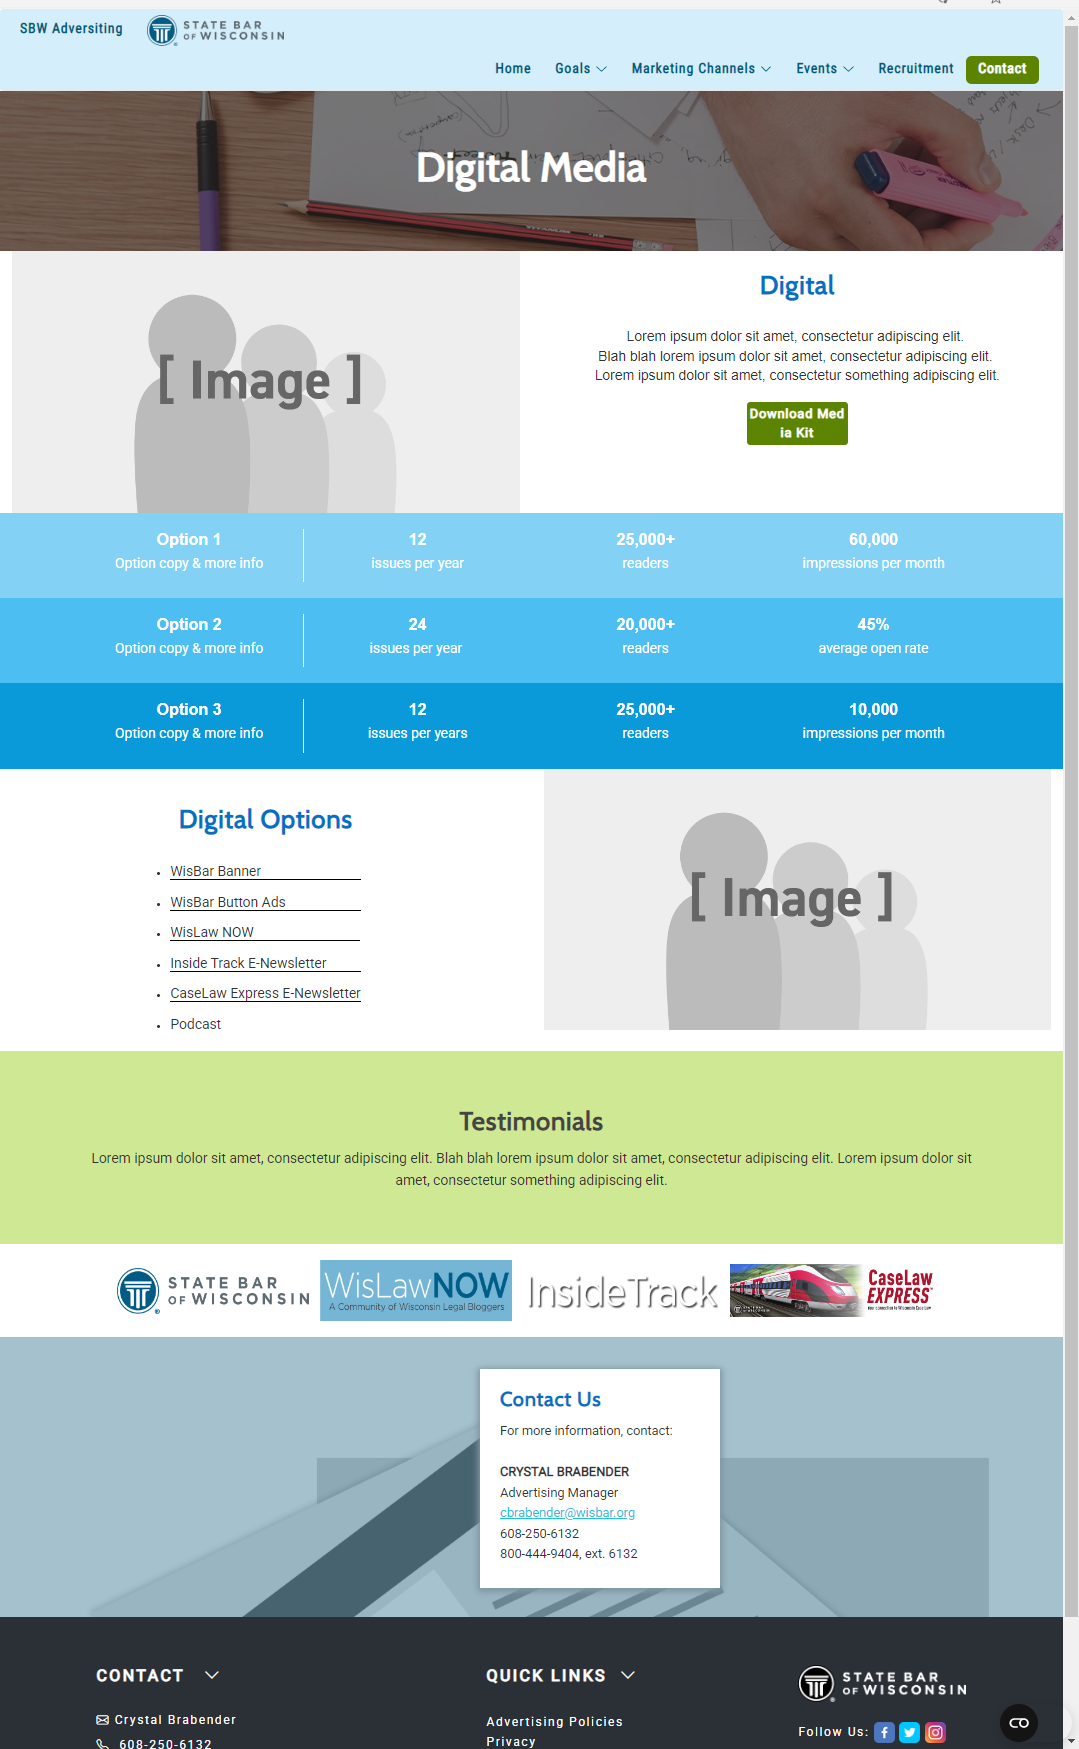 SBW Adversiting
STATE BAR
OF WISCONSIN
Home Goals Marketing Channels Events Recruitment Contact
Digital Media
[ Image ]
Digital
Lorem ipsum dolor sit amet, consectetur adipiscing elit.
Blah blah lorem ipsum dolor sit amet, consectetur adipiscing elit.
Lorem ipsum dolor sit amet, consectetur something adipiscing elit.
Download Med
ia Kit
Option 1 12 25,000+ 60,000
Option copy & more info issues per year readers impressions per month
Option 2 24 20,000+ 45%
Option copy & more info issues per year readers average open rate
Option 3 12 25,000+ 10,000
Option copy & more info issues per years readers impressions per month
Digital Options
• WisBar Banner
• WisBar Button Ads
• WisLaw NOW
• Inside Track E-Newsletter
• CaseLaw Express E-Newsletter
• Podcast
[ Image ]
Testimonials
Lorem ipsum dolor sit amet, consectetur adipiscing elit. Blah blah lorem ipsum dolor sit amet, consectetur adipiscing elit. Lorem ipsum dolor sit
amet, consectetur something adipiscing elit.
STATE BAR
OF WISCONSIN
WisLawNOW
A Community of Wisconsin Legal Bloggers
InsideTrack
CaseLaw
EXPRESS
Contact Us
For more information, contact:
CRYSTAL BRABENDER
Advertising Manager
cbrabender@wisbar.org
608-250-6132
800-444-9404, ext. 6132
CONTACT
Crystal Brabender
608-250-6132
QUICK LINKS
Advertising Policies
Privacy
STATE BAR
OF WISCONSIN
Follow Us: